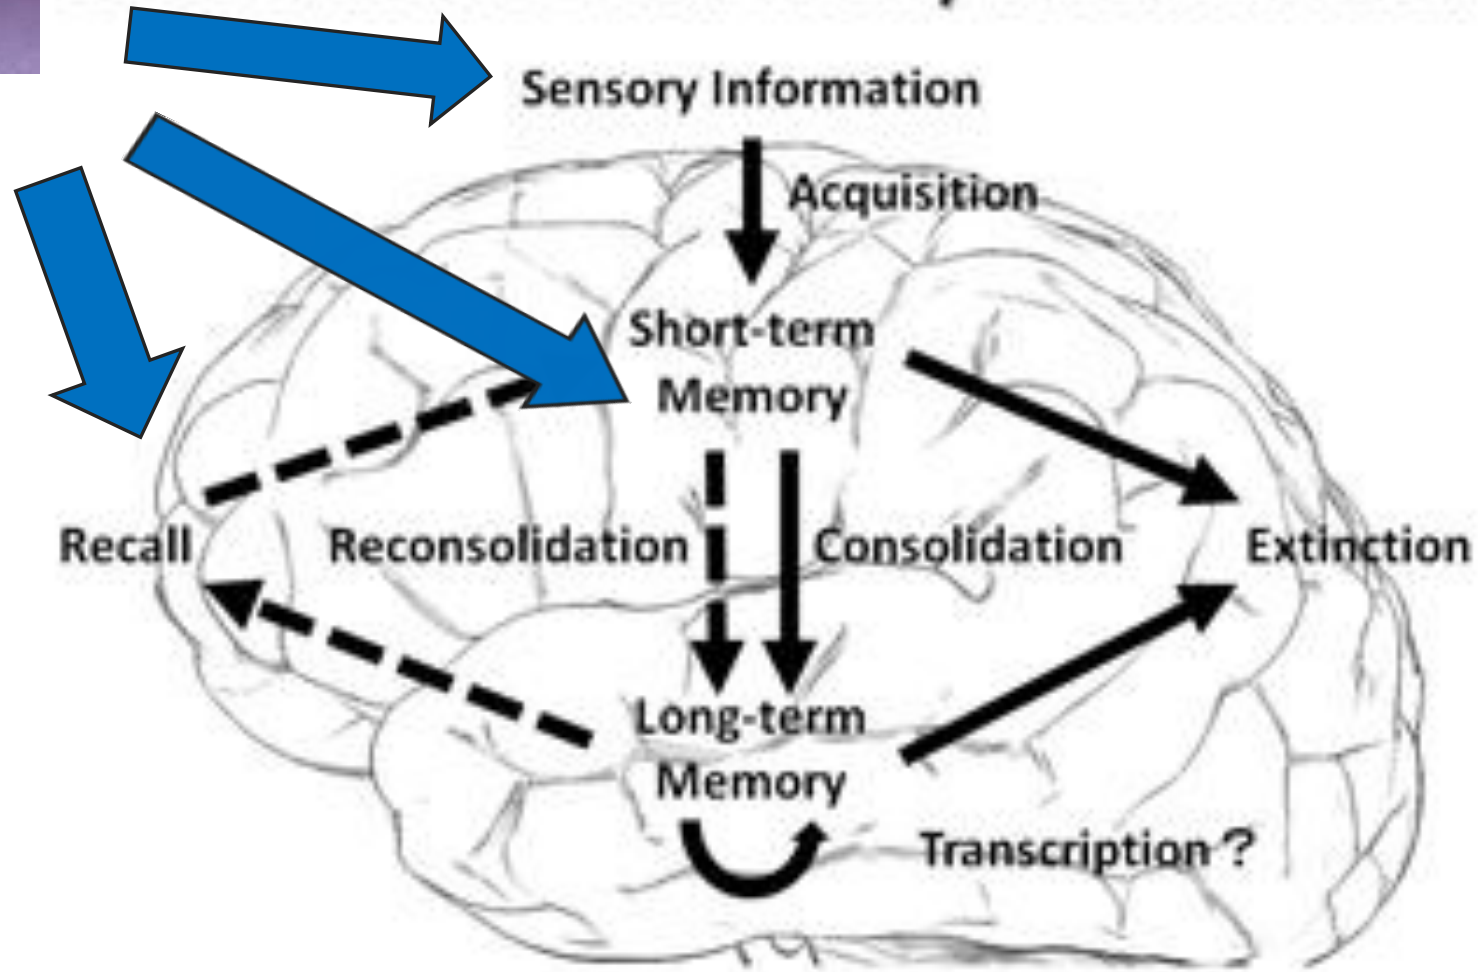 Sensory Information
Acquisition
Short-term
Memory
Recall
Reconsolidation
Consolidation
Extinction
Long-term
Memory
Transcription ?